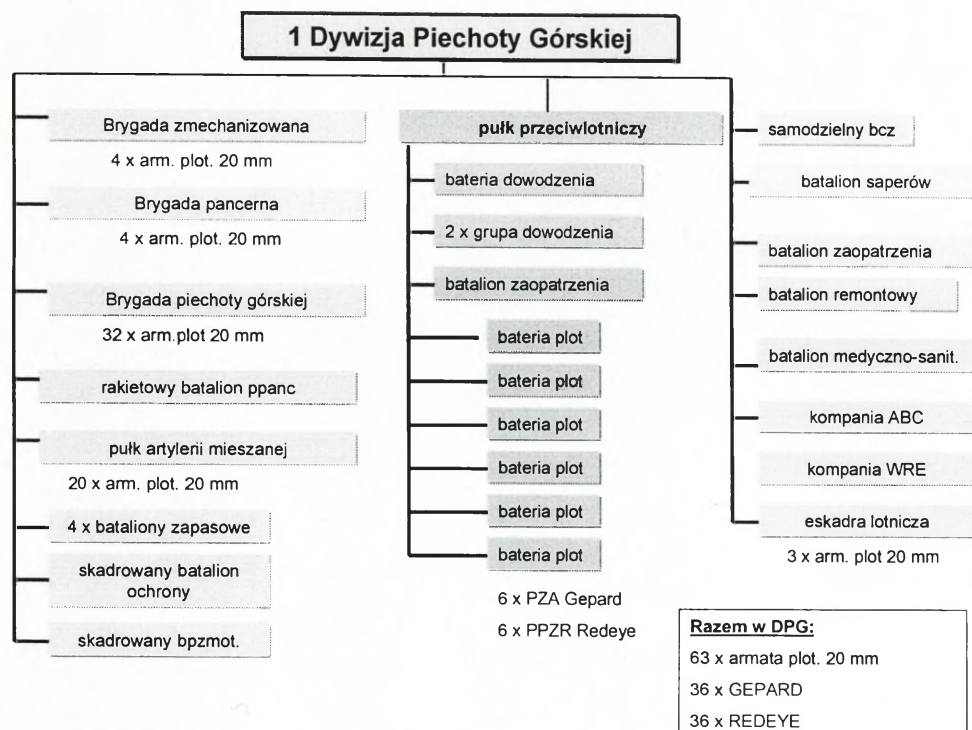 1 Dywizja Piechoty Górskiej
Brygada zmechanizowana
4 x arm. plot. 20 mm
Brygada pancerna
4 x arm. plot. 20 mm
Brygada piechoty górskiej
32 x arm.plot 20 mm
rakietowy batalion ppanc
pułk artylerii mieszanej
20 x arm. plot. 20 mm
4 x bataliony zapasowe
skadrowany batalion
ochrony
skadrowany bpzmot.
pułk przeciwlotniczy
bateria dowodzenia
2 x grupa dowodzenia
batalion zaopatrzenia
bateria plot
bateria plot
bateria plot
bateria plot
bateria plot
bateria plot
6 x PZA Gepard
6 x PPZR Redeye
samodzielny bcz
batalion saperów
batalion zaopatrzenia
batalion remontowy
batalion medyczno-sanit.
kompania ABC
kompania WRE
eskadra lotnicza
3 x arm. plot 20 mm
Razem w DPG:
63 x armata plot. 20 mm
36 x GEPARD
36 x REDEYE